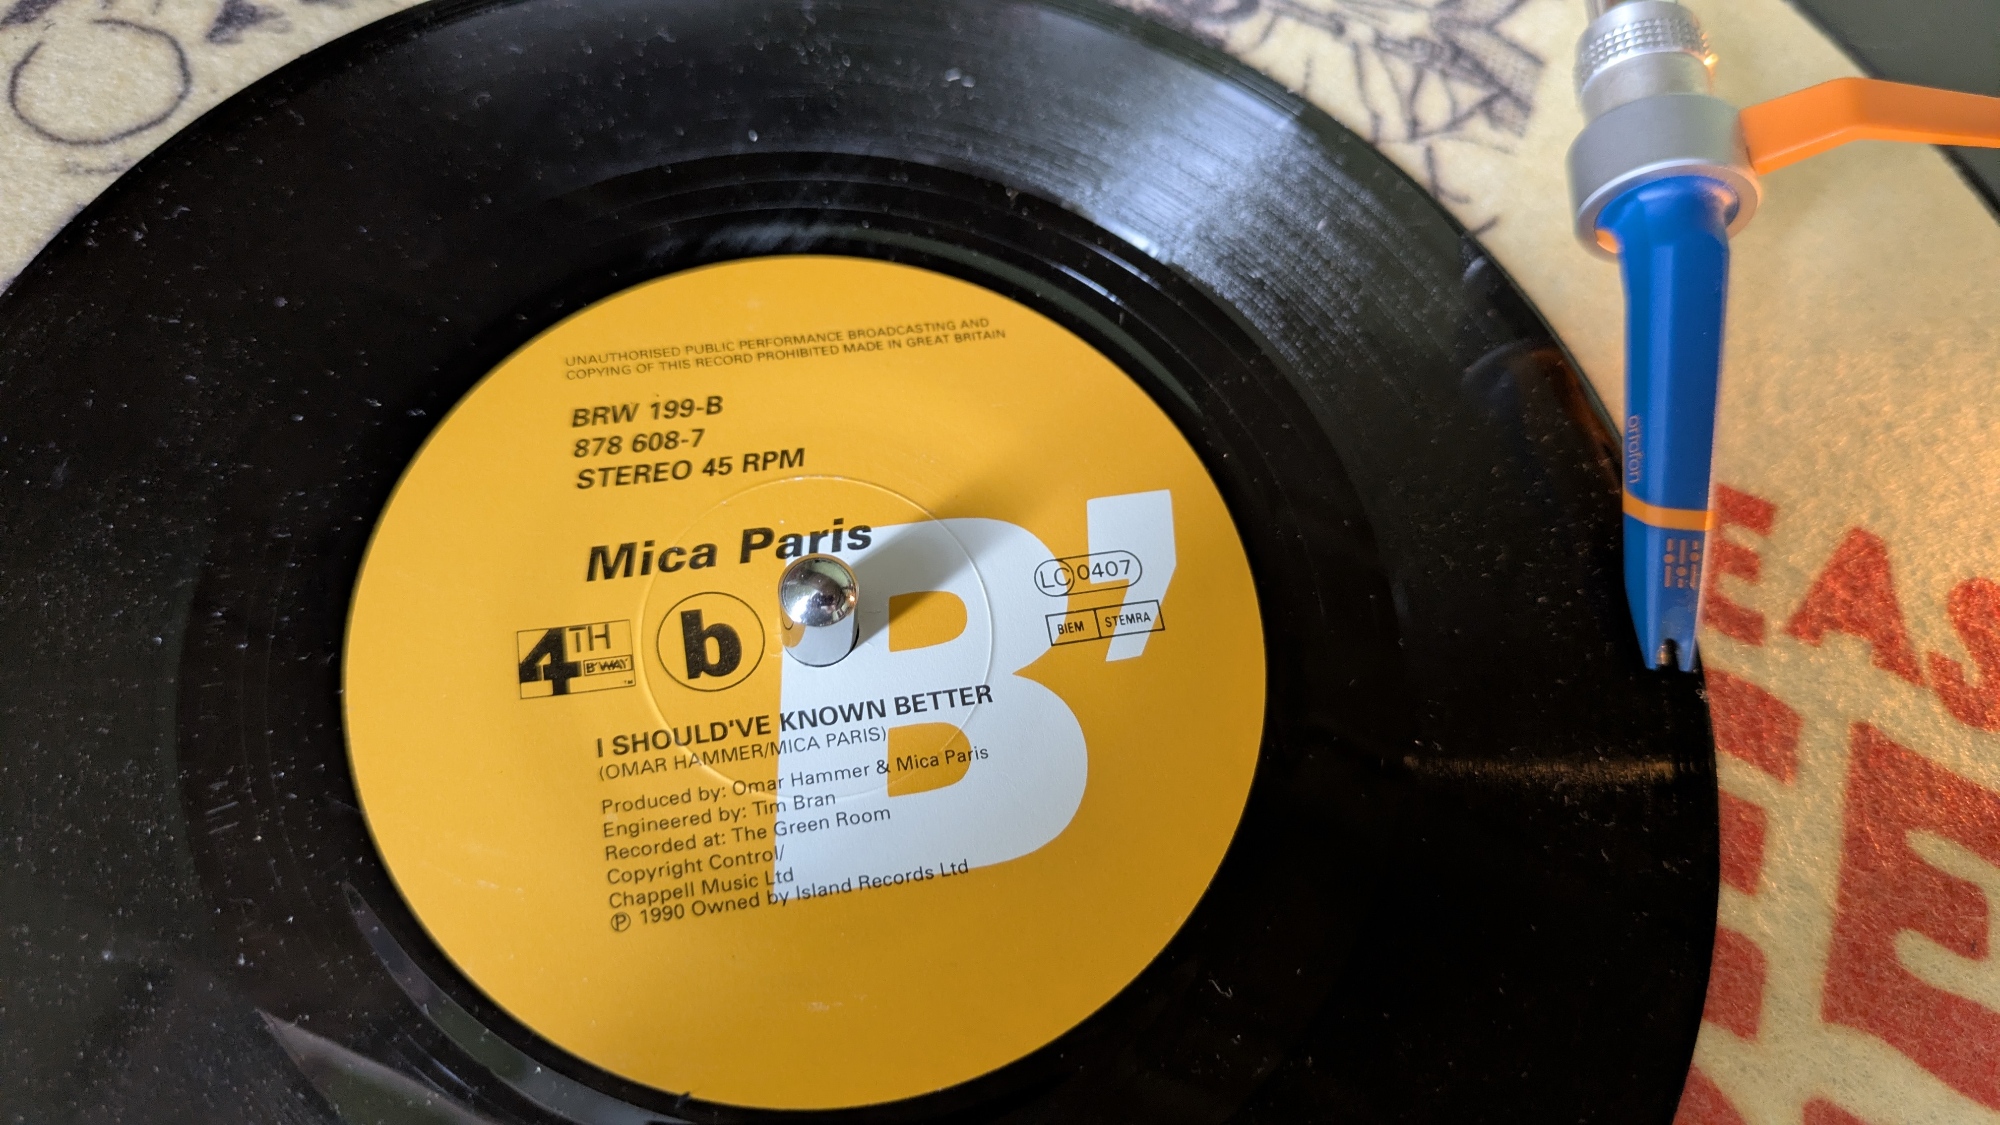 UNAUTHORISED PUBLIC PERFORMANCE BROADCASTING AND
COPYING OF THIS RECORD PROHIBITED MADE IN GREAT BRITAIN
BRW 199-B
878 608-7
STEREO 45 RPM
Mica Paris
B'
LC 0407
BIEM STEMRA
4TH
B'WAY
TM
b
I SHOULD'VE KNOWN BETTER
(OMAR HAMMER/MICA PARIS)
Produced by: Omar Hammer & Mica Paris
Engineered by: Tim Bran
Recorded at: The Green Room
Copyright Control/
Chappell Music Ltd
℗ 1990 Owned by Island Records Ltd
ortofon